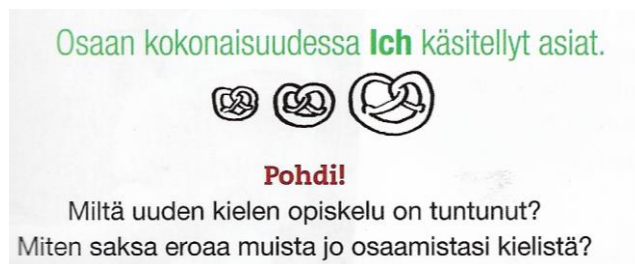 Osaan kokonaisuudessa Ich käsitellyt asiat.
Pohdi!
Miltä uuden kielen opiskelu on tuntunut?
Miten saksa eroaa muista jo osaamistasi kielistä?